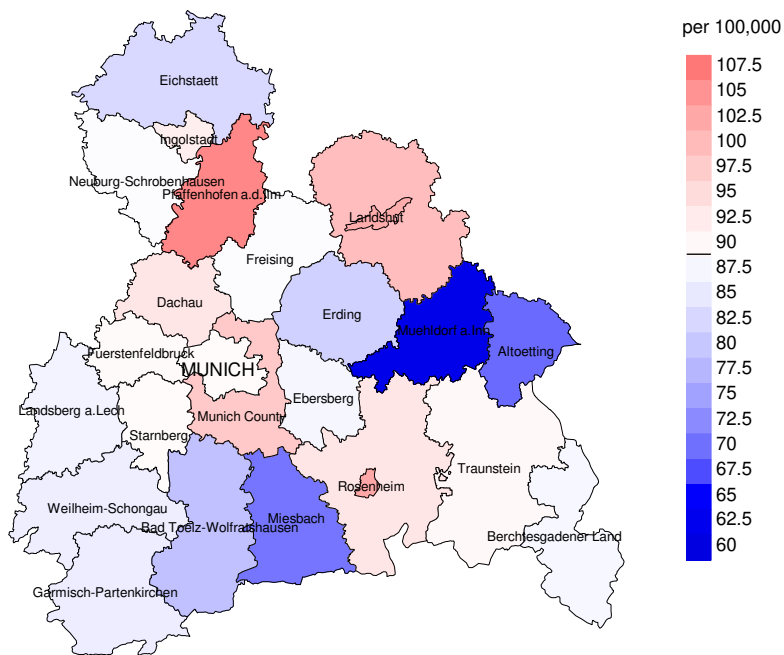 per 100,000
107.5
105
102.5
100
97.5
95
92.5
90
87.5
85
82.5
80
77.5
75
72.5
70
67.5
65
62.5
60
Eichstaett
Ingolstadt
Neuburg-Schrobenhausen
Pfaffenhofen a.d.Ilm
Landshut
Freising
Dachau
Erding
Muehldorf a.Inn
Altoetting
Fuerstenfeldbruck
MUNICH
Ebersberg
Landsberg a.Lech
Munich County
Starnberg
Traunstein
Rosenheim
Weilheim-Schongau
Miesbach
Bad Toelz-Wolfratshausen
Berchtesgadener Land
Garmisch-Partenkirchen